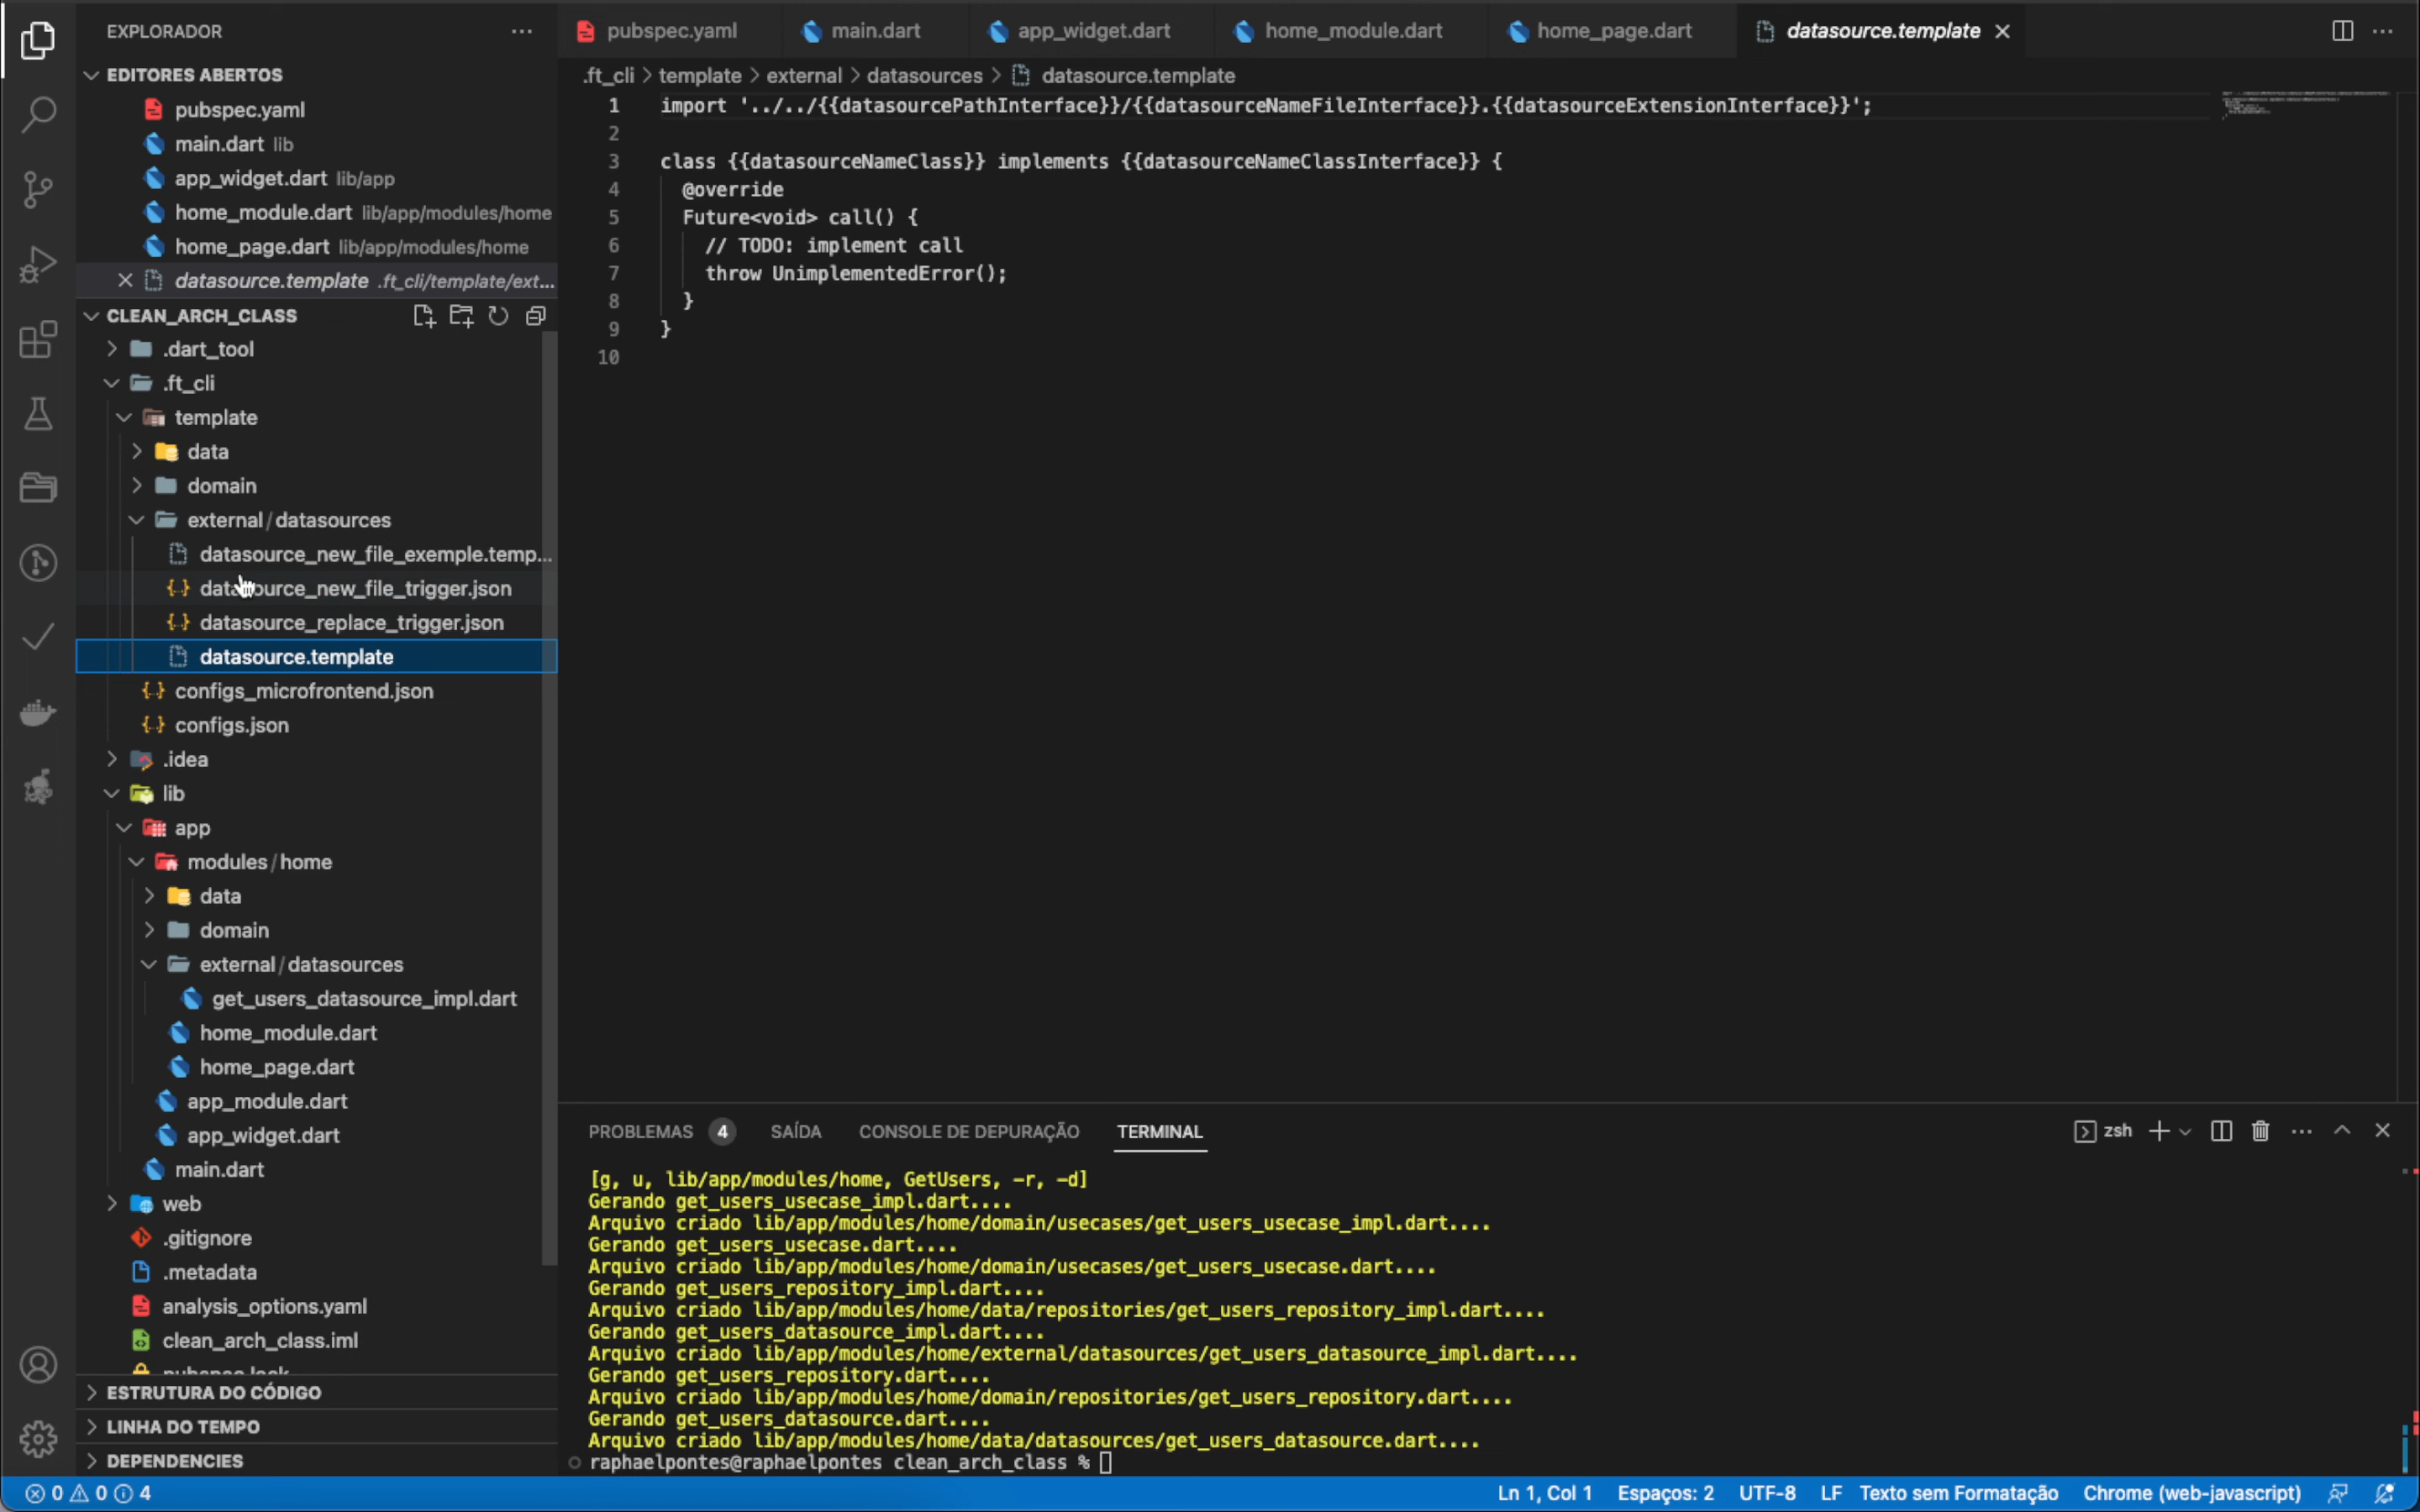 EXPLORADOR
EDITORES ABERTOS
pubspec.yaml
main.dart lib
app_widget.dart lib/app
home_module.dart lib/app/modules/home
home_page.dart lib/app/modules/home
datasource.template .ft_cli/template/ext...
CLEAN_ARCH_CLASS
.dart_tool
.ft_cli
template
data
domain
external/datasources
datasource_new_file_exemple.temp...
datasource_new_file_trigger.json
datasource_replace_trigger.json
datasource.template
configs_microfrontend.json
configs.json
.idea
lib
app
modules/home
data
domain
external/datasources
get_users_datasource_impl.dart
home_module.dart
home_page.dart
app_module.dart
app_widget.dart
main.dart
web
.gitignore
.metadata
analysis_options.yaml
clean_arch_class.iml
pubspec.lock
ESTRUTURA DO CÓDIGO
LINHA DO TEMPO
DEPENDENCIES
pubspec.yaml main.dart app_widget.dart home_module.dart home_page.dart datasource.template
.ft_cli > template > external > datasources > datasource.template
1 import '../../{{datasourcePathInterface}}/{{datasourceNameFileInterface}}.{{datasourceExtensionInterface}}';
2
3 class {{datasourceNameClass}} implements {{datasourceNameClassInterface}} {
4 @override
5 Future<void> call() {
6 // TODO: implement call
7 throw UnimplementedError();
8 }
9 }
10
PROBLEMAS 4 SAÍDA CONSOLE DE DEPURAÇÃO TERMINAL zsh
[g, u, lib/app/modules/home, GetUsers, -r, -d]
Gerando get_users_usecase_impl.dart....
Arquivo criado lib/app/modules/home/domain/usecases/get_users_usecase_impl.dart....
Gerando get_users_usecase.dart....
Arquivo criado lib/app/modules/home/domain/usecases/get_users_usecase.dart....
Gerando get_users_repository_impl.dart....
Arquivo criado lib/app/modules/home/data/repositories/get_users_repository_impl.dart....
Gerando get_users_datasource_impl.dart....
Arquivo criado lib/app/modules/home/external/datasources/get_users_datasource_impl.dart....
Gerando get_users_repository.dart....
Arquivo criado lib/app/modules/home/domain/repositories/get_users_repository.dart....
Gerando get_users_datasource.dart....
Arquivo criado lib/app/modules/home/data/datasources/get_users_datasource.dart....
raphaelpontes@raphaelpontes clean_arch_class %
0 0 4 Ln 1, Col 1 Espaços: 2 UTF-8 LF Texto sem Formatação Chrome (web-javascript)